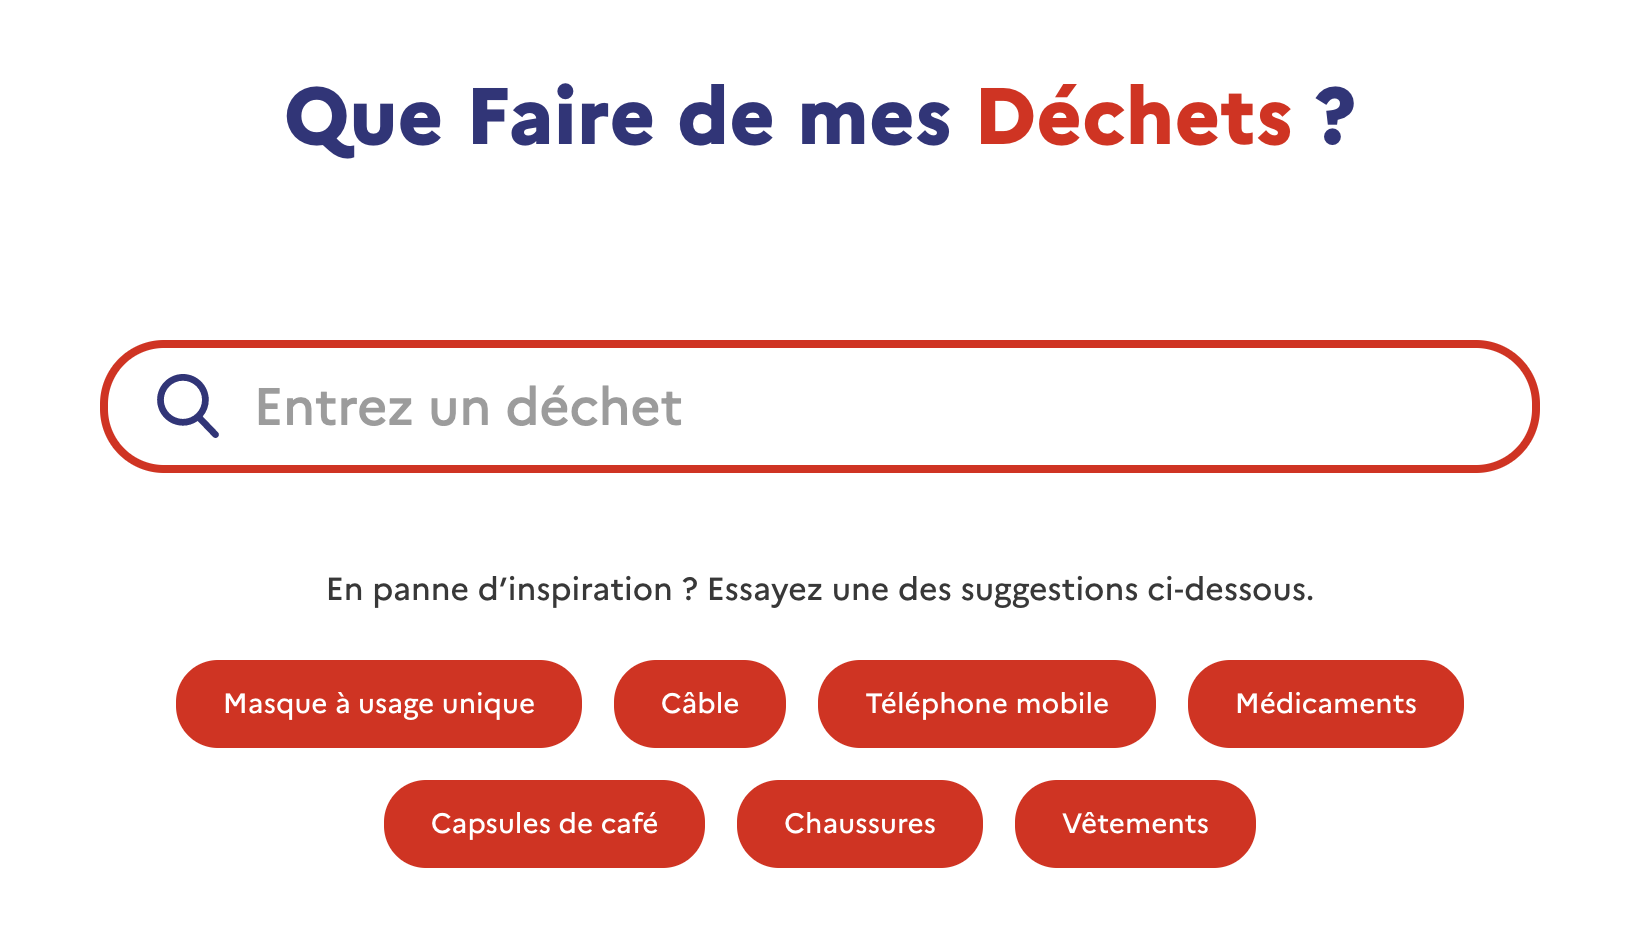 Que Faire de mes Déchets ?
Entrez un déchet
En panne d’inspiration ? Essayez une des suggestions ci-dessous.
Masque à usage unique
Câble
Téléphone mobile
Médicaments
Capsules de café
Chaussures
Vêtements